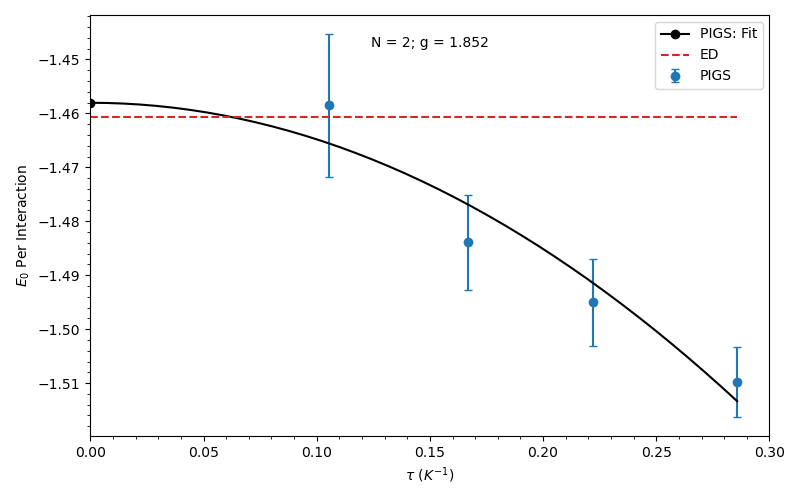 N = 2; g = 1.852
PIGS: Fit
ED
PIGS
E₀ Per Interaction
−1.45
−1.46
−1.47
−1.48
−1.49
−1.50
−1.51
0.00 0.05 0.10 0.15 0.20 0.25 0.30
τ (K⁻¹)